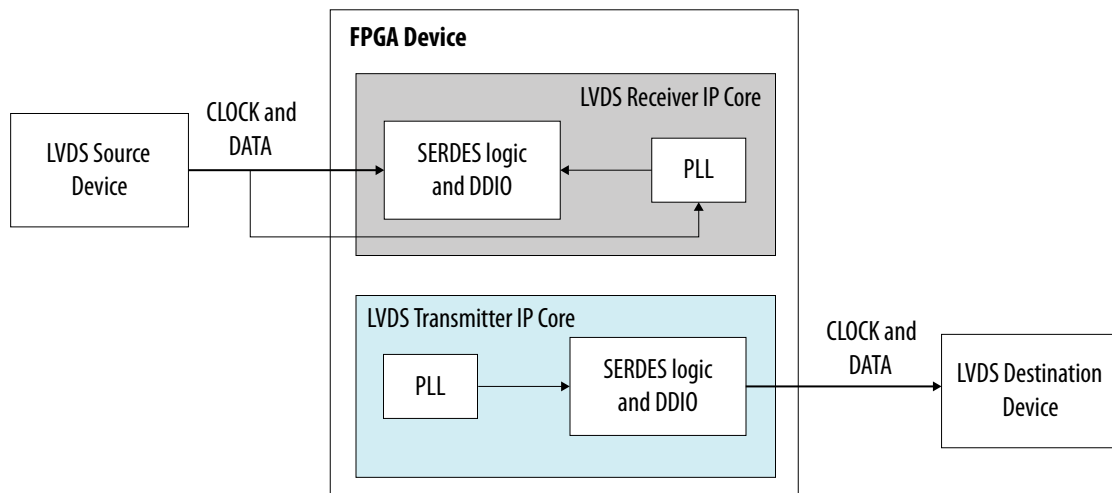 FPGA Device
LVDS Receiver IP Core
CLOCK and
DATA
LVDS Source
Device
SERDES logic
and DDIO
PLL
LVDS Transmitter IP Core
PLL
SERDES logic
and DDIO
CLOCK and
DATA
LVDS Destination
Device